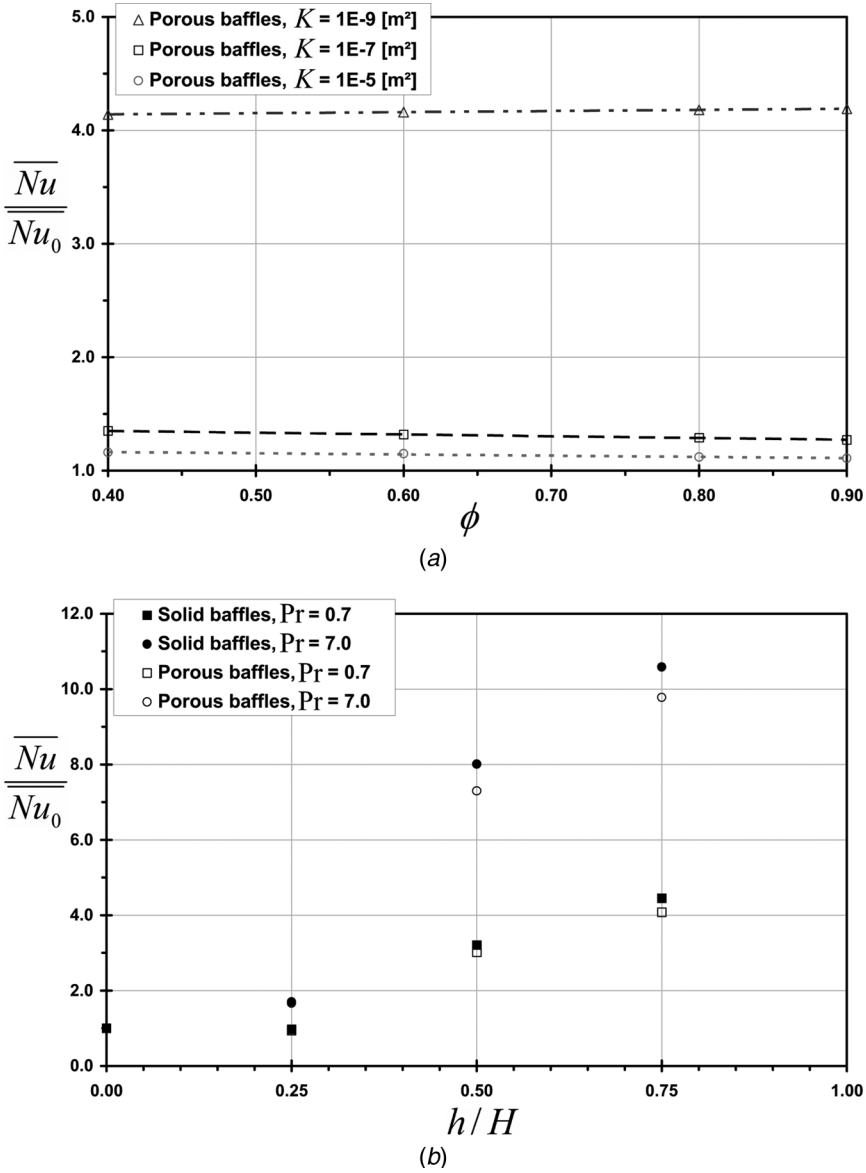 5.0
Porous baffles, K = 1E-9 [m²]
Porous baffles, K = 1E-7 [m²]
Porous baffles, K = 1E-5 [m²]
4.0
Nu
Nu₀
3.0
2.0
1.0
0.40 0.50 0.60 0.70 0.80 0.90
ϕ
(a)
12.0
Solid baffles, Pr = 0.7
Solid baffles, Pr = 7.0
Porous baffles, Pr = 0.7
Porous baffles, Pr = 7.0
10.0
8.0
Nu
Nu₀
6.0
4.0
2.0
0.0
0.00 0.25 0.50 0.75 1.00
h / H
(b)